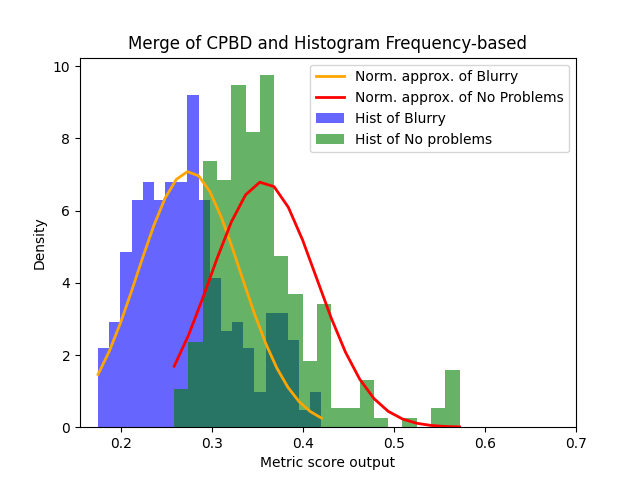 Merge of CPBD and Histogram Frequency-based
Norm. approx. of Blurry
Norm. approx. of No Problems
Hist of Blurry
Hist of No problems
Density
10
8
6
4
2
0
0.2 0.3 0.4 0.5 0.6 0.7
Metric score output